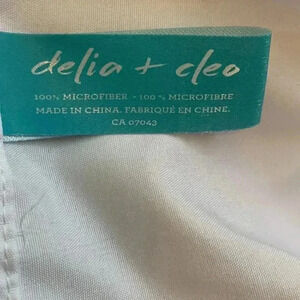 delia + cleo
100% MICROFIBER - 100 % MICROFIBRE
MADE IN CHINA. FABRIQUÉ EN CHINE.
CA 07043